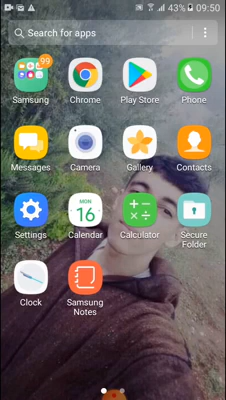 43% 09:50
Search for apps
99
Samsung Chrome Play Store Phone
Messages Camera Gallery Contacts
MON
16
Settings Calendar Calculator Secure Folder
Clock Samsung Notes